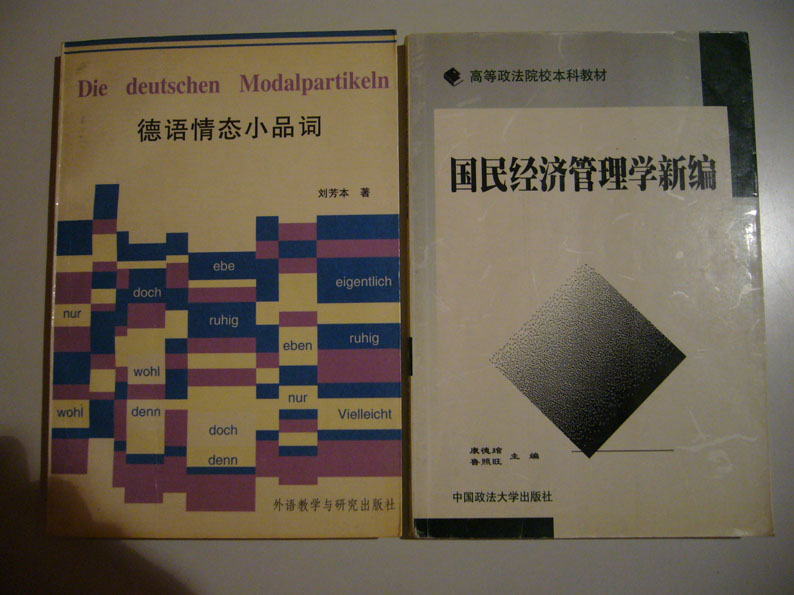 Die deutschen Modalpartikeln
德语情态小品词
刘芳本 著
ebe
doch
eigentlich
nur
ruhig
ruhig
eben
wohl
nur
wohl
denn
Vielleicht
doch
denn
外语教学与研究出版社
高等政法院校本科教材
国民经济管理学新编
康德琯
鲁照旺 主编
中国政法大学出版社